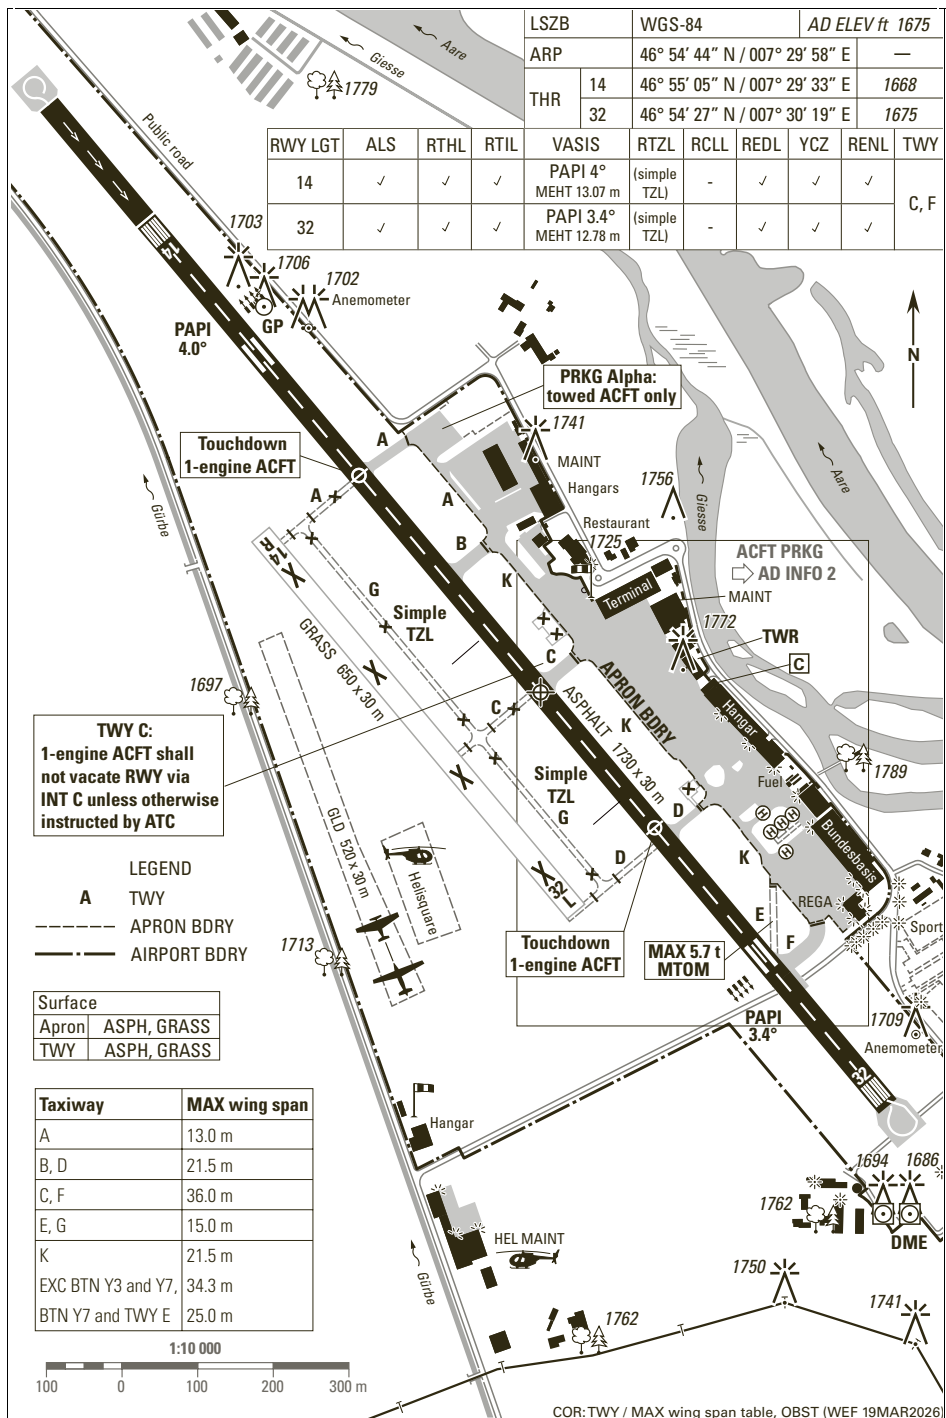 LSZB WGS-84 AD ELEV ft 1675
ARP 46° 54’ 44” N / 007° 29’ 58” E —
THR 14 46° 55’ 05” N / 007° 29’ 33” E 1668
32 46° 54’ 27” N / 007° 30’ 19” E 1675
RWY LGT ALS RTHL RTIL VASIS RTZL RCLL REDL YCZ RENL TWY
14 ✓ ✓ ✓ PAPI 4° MEHT 13.07 m (simple TZL) - ✓ ✓ ✓ C, F
32 ✓ ✓ ✓ PAPI 3.4° MEHT 12.78 m (simple TZL) - ✓ ✓ ✓
Giesse
Aare
1779
Public road
1703
1706
1702
Anemometer
GP
14
PAPI
4.0°
N
PRKG Alpha:
towed ACFT only
1741
MAINT
Hangars
A
Touchdown
1-engine ACFT
A
A
1756
Giesse
Aare
Gürbe
Restaurant
1725
B
14R
K
G
ACFT PRKG
AD INFO 2
Terminal
MAINT
Simple
TZL
1772
TWR
GRASS 650 x 30 m
C
C
APRON BDRY
1697
C
ASPHALT 1730 x 30 m
K
Hangar
TWY C:
1-engine ACFT shall
not vacate RWY via
INT C unless otherwise
instructed by ATC
Simple
TZL
G
Fuel
1789
D
H
H
H
H
H
Bundesbasis
GLD 520 x 30 m
Helisquare
D
K
32L
REGA
E
F
Sport
LEGEND
A TWY
APRON BDRY
AIRPORT BDRY
1713
Touchdown
1-engine ACFT
MAX 5.7 t
MTOM
Surface
Apron ASPH, GRASS
TWY ASPH, GRASS
PAPI
3.4°
1709
Anemometer
32
Taxiway MAX wing span
A 13.0 m
B, D 21.5 m
C, F 36.0 m
E, G 15.0 m
K 21.5 m
EXC BTN Y3 and Y7, 34.3 m
BTN Y7 and TWY E 25.0 m
Hangar
1694
1686
1762
DME
HEL MAINT
Gürbe
1750
1741
1762
1:10 000
100 0 100 200 300 m
COR: TWY / MAX wing span table, OBST (WEF 19MAR2026)